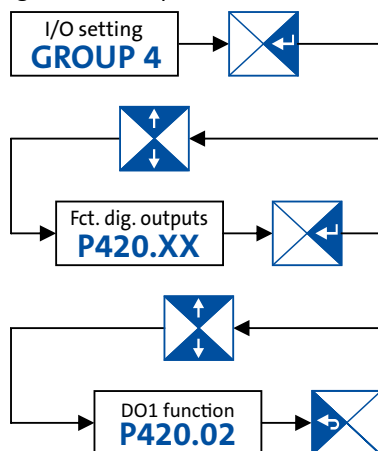 I/O setting
GROUP 4
Fct. dig. outputs
P420.XX
DO1 function
P420.02